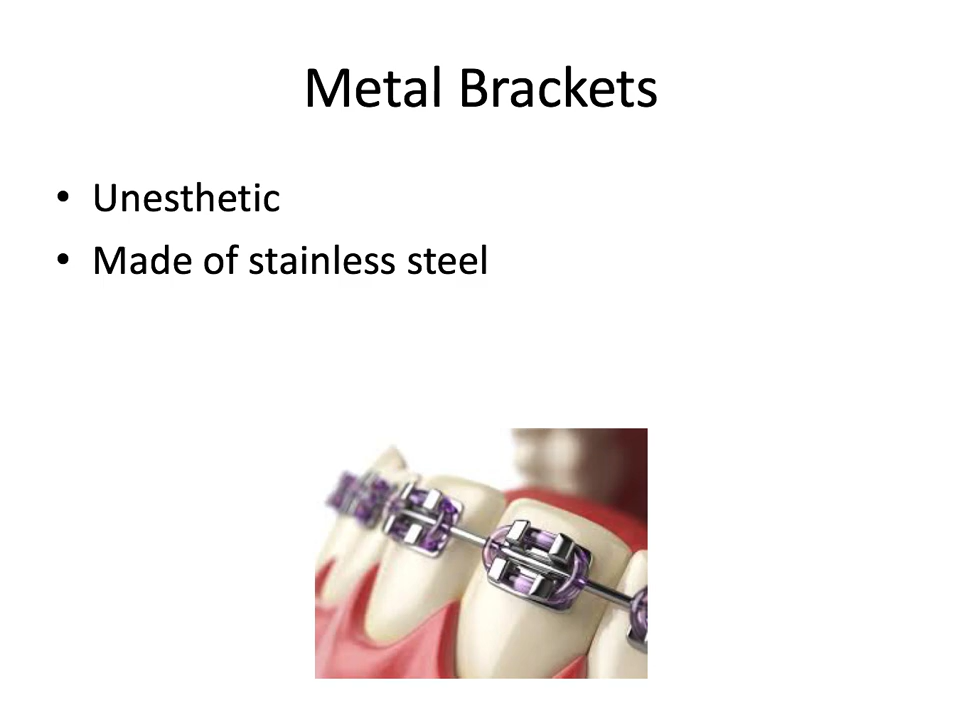 Metal Brackets
• Unesthetic
• Made of stainless steel